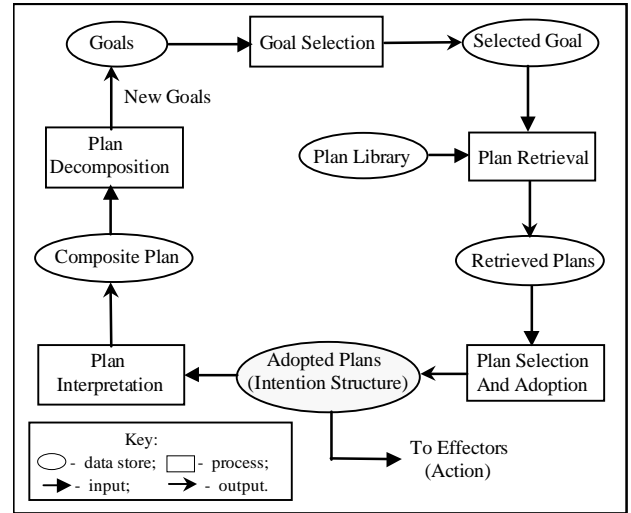 Goals
Goal Selection
Selected Goal
New Goals
Plan
Decomposition
Plan Library
Plan Retrieval
Composite Plan
Retrieved Plans
Plan
Interpretation
Adopted Plans
(Intention Structure)
Plan Selection
And Adoption
Key:
- data store;
- process;
- input;
- output.
To Effectors
(Action)